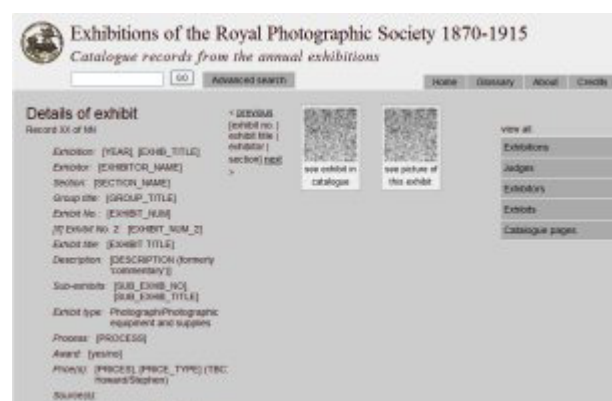 Exhibitions of the Royal Photographic Society 1870-1915
Catalogue records from the annual exhibitions
GO
Advanced search
Home
Glossary
About
Credits
Details of exhibit
Record XX of NN
Exhibition: [YEAR], [EXHIB_TITLE]
Exhibitor: [EXHIBITOR_NAME]
Section: [SECTION_NAME]
Group title: [GROUP_TITLE]
Exhibit No.: [EXHIBIT_NUM]
[If] Exhibit No. 2: [EXHIBIT_NUM_2]
Exhibit title: [EXHIBIT TITLE]
Description: [DESCRIPTION (formerly
'commentary')]
Sub-exhibits: [SUB_EXHIB_NO],
[SUB_EXHIB_TITLE]
Exhibit type: Photograph/Photographic
equipment and supplies
Process: [PROCESS]
Award: [yes/no]
Price(s): [PRICES], [PRICE_TYPE] (TBC
Howard/Stephen)
Source(s):
< previous
[exhibit no. |
exhibit title |
exhibitor |
section] next
>
see exhibit in
catalogue
see picture of
this exhibit
view all:
Exhibitions
Judges
Exhibitors
Exhibits
Catalogue pages